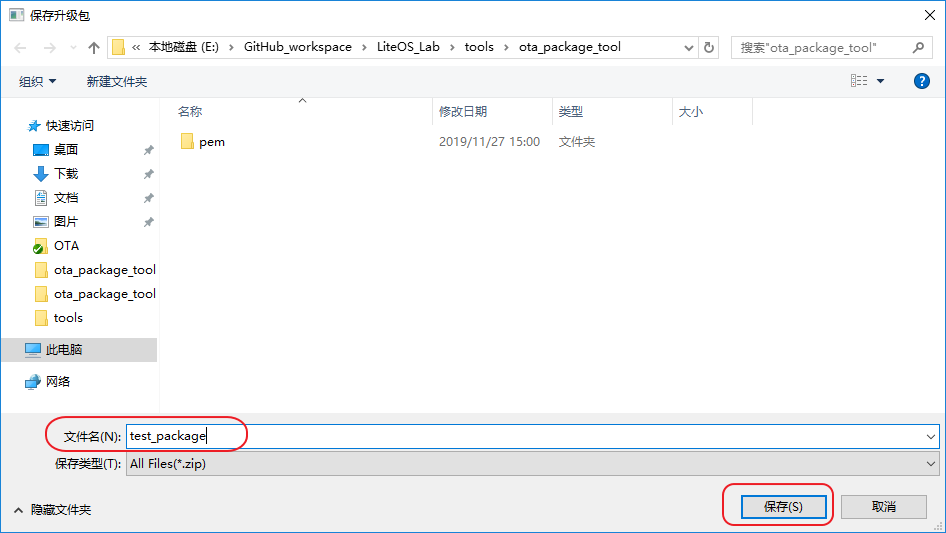 保存升级包
« 本地磁盘 (E:) > GitHub_workspace > LiteOS_Lab > tools > ota_package_tool
搜索"ota_package_tool"
组织 新建文件夹
名称 修改日期 类型 大小
pem 2019/11/27 15:00 文件夹
快速访问
桌面
下载
文档
图片
OTA
ota_package_tool
ota_package_tool
tools
此电脑
网络
文件名(N): test_package
保存类型(T): All Files(*.zip)
隐藏文件夹 保存(S) 取消